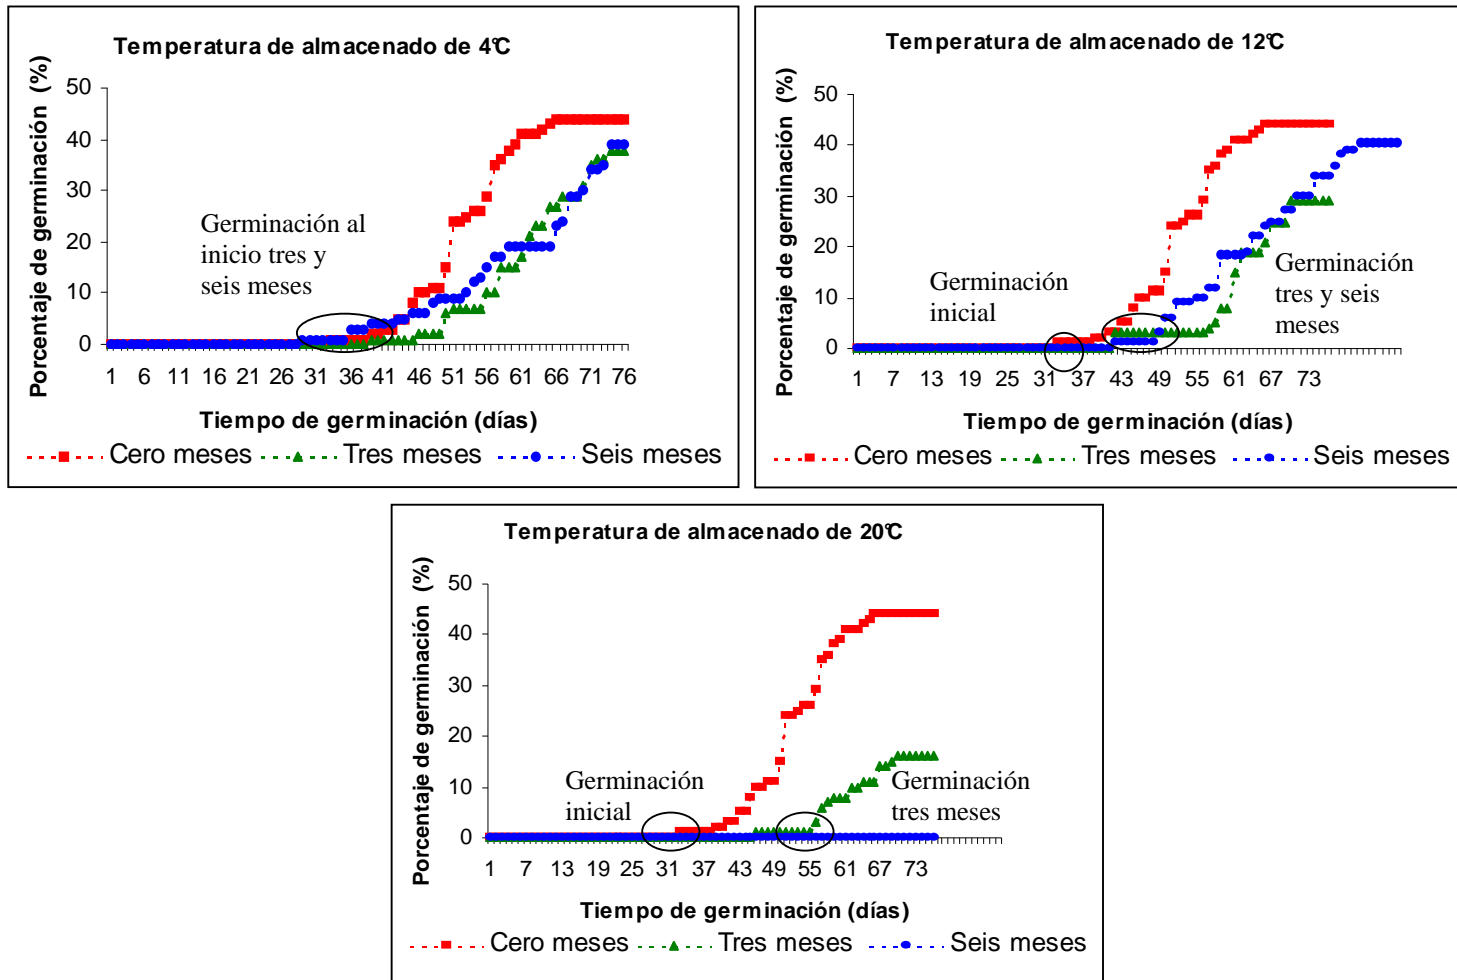 Temperatura de almacenado de 4°C
Porcentaje de germinación (%)
50
40
30
20
10
0
Germinación al
inicio tres y
seis meses
1 6 11 16 21 26 31 36 41 46 51 56 61 66 71 76
Tiempo de germinación (días)
Cero meses Tres meses Seis meses
Temperatura de almacenado de 12°C
Porcentaje de germinación (%)
50
40
30
20
10
0
Germinación
inicial
Germinación
tres y seis
meses
1 7 13 19 25 31 37 43 49 55 61 67 73
Tiempo de germinación (días)
Cero meses Tres meses Seis meses
Temperatura de almacenado de 20°C
Porcentaje de germinación (%)
50
40
30
20
10
0
Germinación
inicial
Germinación
tres meses
1 7 13 19 25 31 37 43 49 55 61 67 73
Tiempo de germinación (días)
Cero meses Tres meses Seis meses